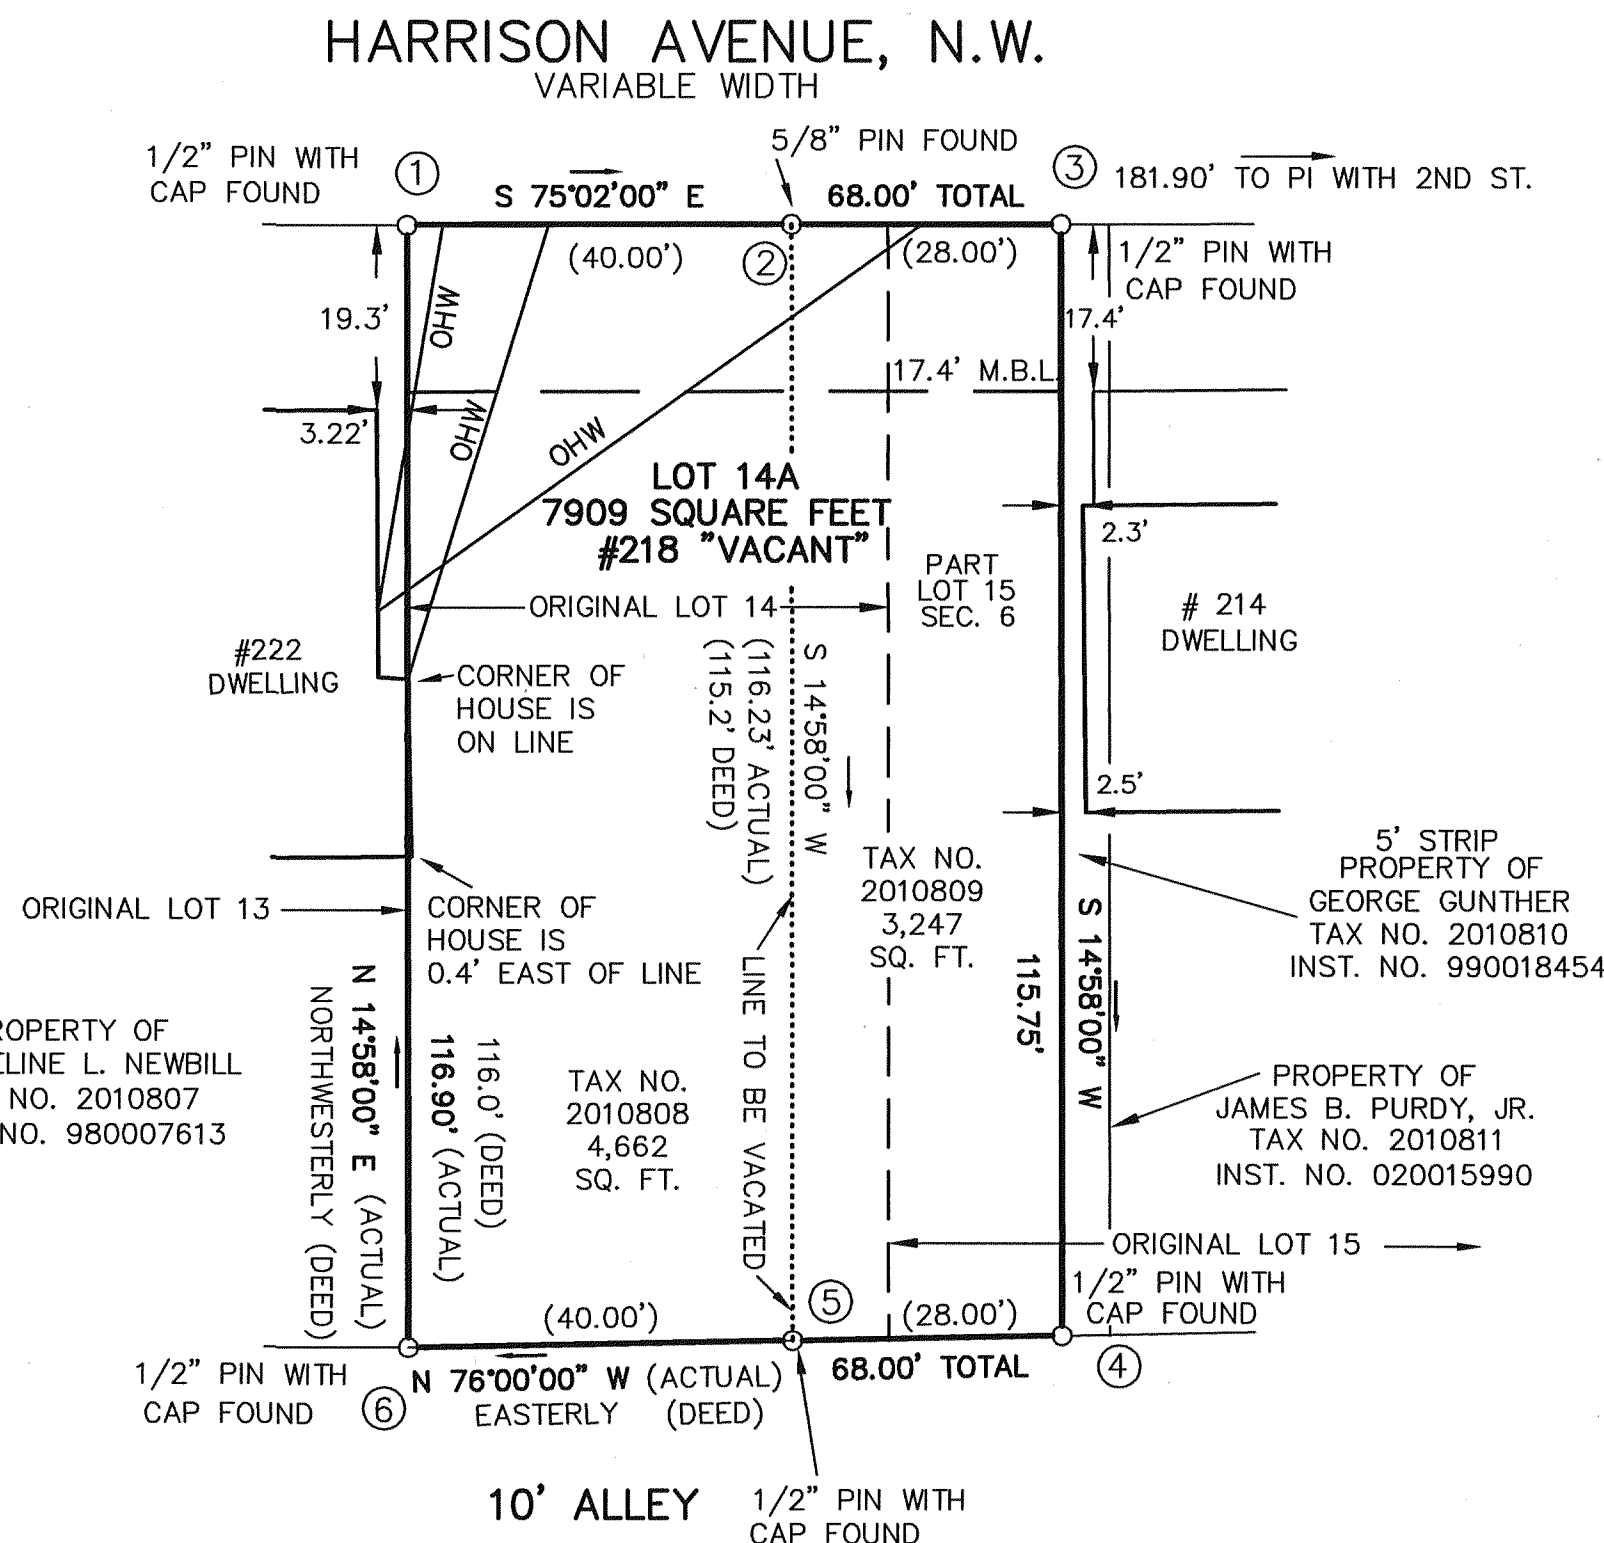 HARRISON AVENUE, N.W.
VARIABLE WIDTH
1/2" PIN WITH
CAP FOUND
1
S 75°02'00" E
5/8" PIN FOUND
68.00' TOTAL
3
181.90' TO PI WITH 2ND ST.
(40.00')
2
(28.00')
1/2" PIN WITH
CAP FOUND
19.3'
OHW
17.4'
17.4' M.B.L.
3.22'
OHW
OHW
LOT 14A
7909 SQUARE FEET
#218 "VACANT"
2.3'
PART
LOT 15
SEC. 6
ORIGINAL LOT 14
# 214
DWELLING
#222
DWELLING
CORNER OF
HOUSE IS
ON LINE
S 14°58'00" W
(116.23' ACTUAL)
(115.2' DEED)
2.5'
TAX NO.
2010809
3,247
SQ. FT.
5' STRIP
PROPERTY OF
GEORGE GUNTHER
TAX NO. 2010810
INST. NO. 990018454
ORIGINAL LOT 13
CORNER OF
HOUSE IS
0.4' EAST OF LINE
LINE TO BE VACATED
S 14°58'00" W
115.75'
N 14°58'00" E (ACTUAL)
NORTHWESTERLY (DEED)
116.0' (DEED)
116.90' (ACTUAL)
ROPERTY OF
ELINE L. NEWBILL
NO. 2010807
NO. 980007613
TAX NO.
2010808
4,662
SQ. FT.
PROPERTY OF
JAMES B. PURDY, JR.
TAX NO. 2010811
INST. NO. 020015990
ORIGINAL LOT 15
1/2" PIN WITH
CAP FOUND
(40.00')
5
(28.00')
1/2" PIN WITH
CAP FOUND
6
N 76°00'00" W (ACTUAL)
EASTERLY (DEED)
68.00' TOTAL
4
10' ALLEY
1/2" PIN WITH
CAP FOUND